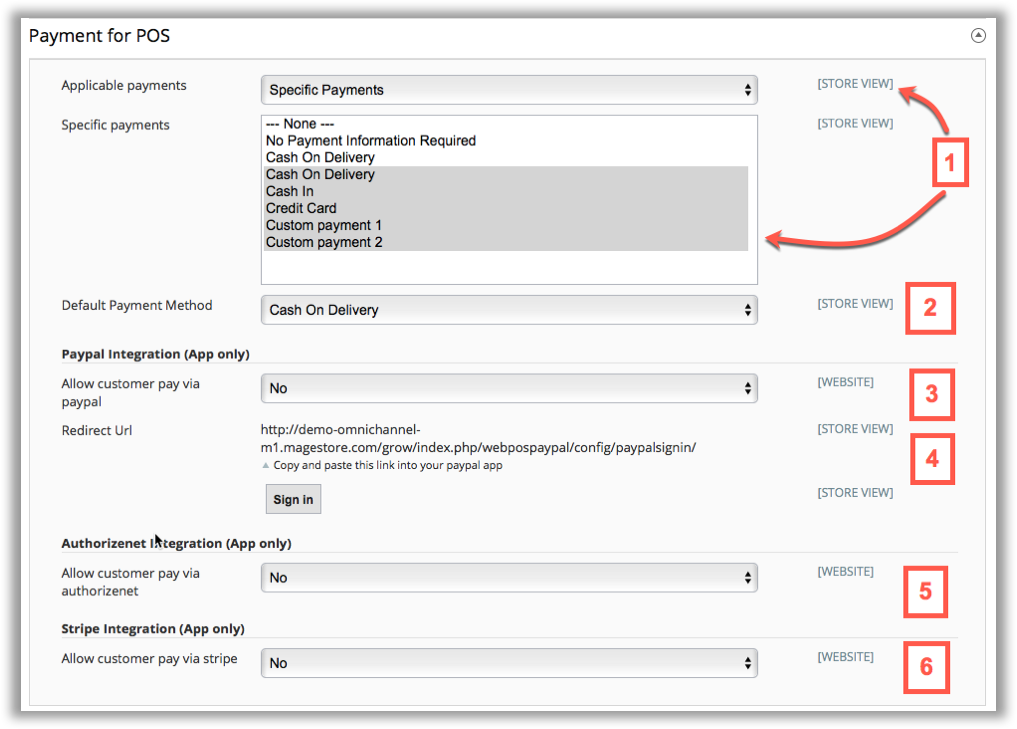 Payment for POS
Applicable payments
Specific Payments
[STORE VIEW]
Specific payments
--- None ---
[STORE VIEW]
No Payment Information Required
Cash On Delivery
Cash On Delivery
1
Cash In
Credit Card
Custom payment 1
Custom payment 2
Default Payment Method
Cash On Delivery
[STORE VIEW]
2
Paypal Integration (App only)
Allow customer pay via
paypal
No
[WEBSITE]
3
Redirect Url
http://demo-omnichannel-
m1.magestore.com/grow/index.php/webpospaypal/config/paypalsignin/
Copy and paste this link into your paypal app
[STORE VIEW]
4
Sign in
[STORE VIEW]
Authorizenet Integration (App only)
Allow customer pay via
authorizenet
No
[WEBSITE]
5
Stripe Integration (App only)
Allow customer pay via stripe
No
[WEBSITE]
6